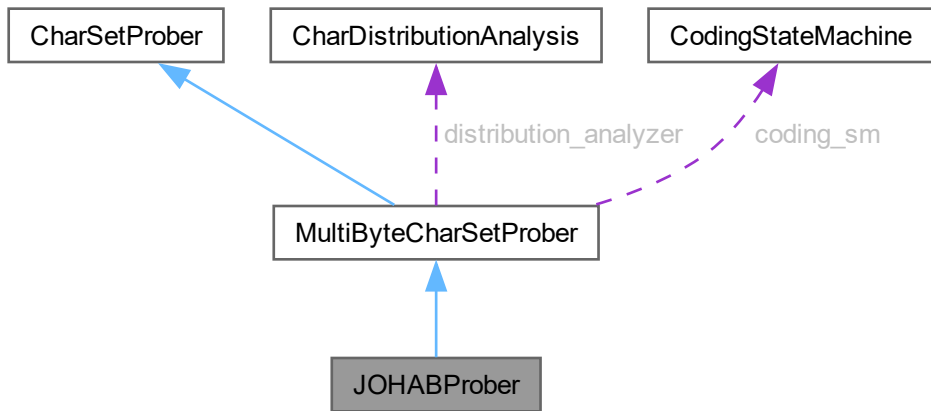 CharSetProber
CharDistributionAnalysis
CodingStateMachine
distribution_analyzer
coding_sm
MultiByteCharSetProber
JOHABProber